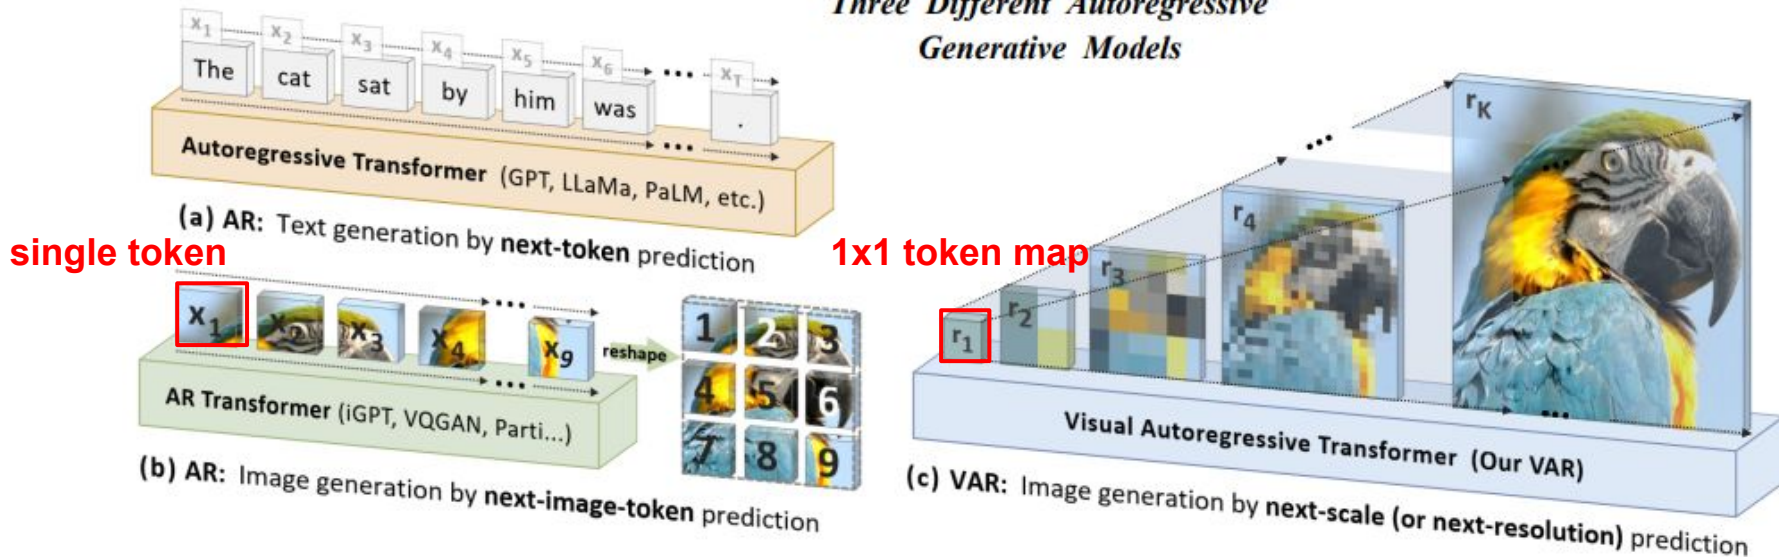 Three Different Autoregressive
Generative Models
x1 x2 x3 x4 x5 x6 ... xT
The cat sat by him was ... .
Autoregressive Transformer (GPT, LLaMa, PaLM, etc.)
(a) AR: Text generation by next-token prediction
single token
x1 x2 x3 x4 ... x9
reshape
1 2 3
4 5 6
7 8 9
AR Transformer (iGPT, VQGAN, Parti...)
(b) AR: Image generation by next-image-token prediction
1x1 token map
r1 r2 r3 r4 ... rK
Visual Autoregressive Transformer (Our VAR)
(c) VAR: Image generation by next-scale (or next-resolution) prediction